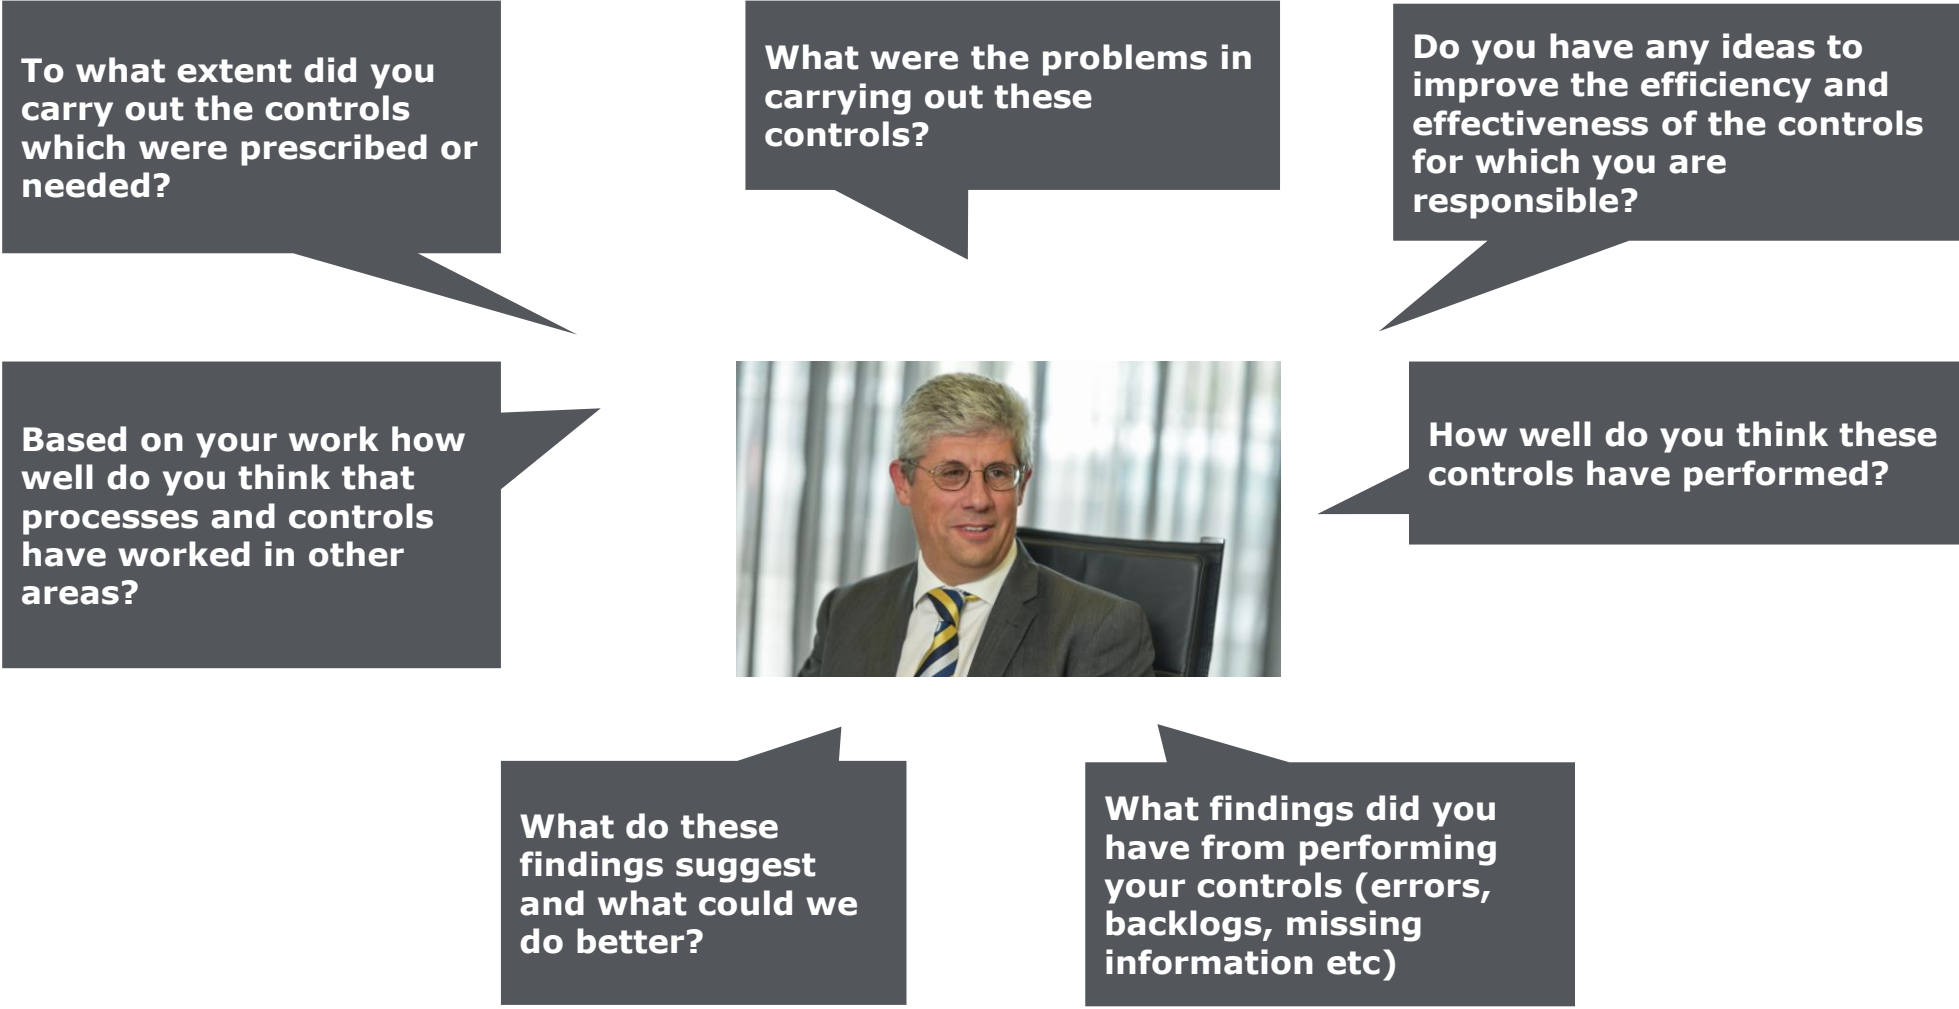 To what extent did you
carry out the controls
which were prescribed or
needed?
What were the problems in
carrying out these
controls?
Do you have any ideas to
improve the efficiency and
effectiveness of the controls
for which you are
responsible?
Based on your work how
well do you think that
processes and controls
have worked in other
areas?
How well do you think these
controls have performed?
What do these
findings suggest
and what could we
do better?
What findings did you
have from performing
your controls (errors,
backlogs, missing
information etc)